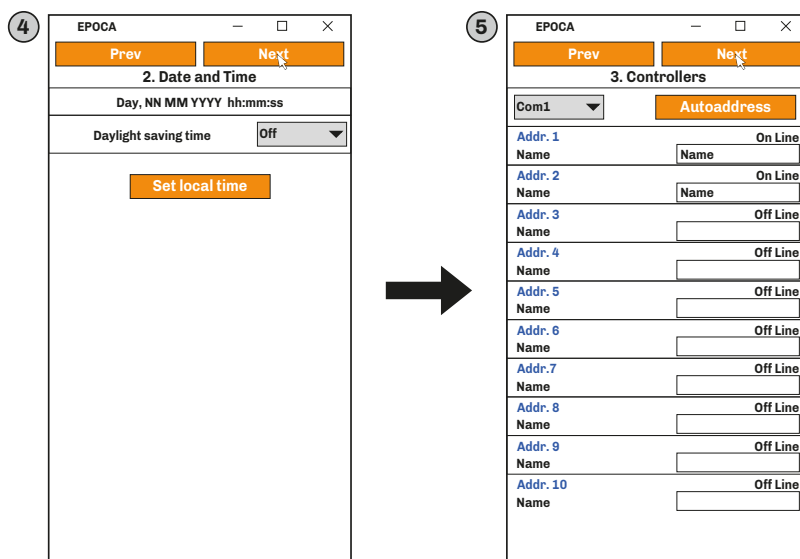 4
EPOCA
Prev Next
2. Date and Time
Day, NN MM YYYY hh:mm:ss
Daylight saving time Off
Set local time
5
EPOCA
Prev Next
3. Controllers
Com1 Autoaddress
Addr. 1 On Line
Name Name
Addr. 2 On Line
Name Name
Addr. 3 Off Line
Name
Addr. 4 Off Line
Name
Addr. 5 Off Line
Name
Addr. 6 Off Line
Name
Addr.7 Off Line
Name
Addr. 8 Off Line
Name
Addr. 9 Off Line
Name
Addr. 10 Off Line
Name